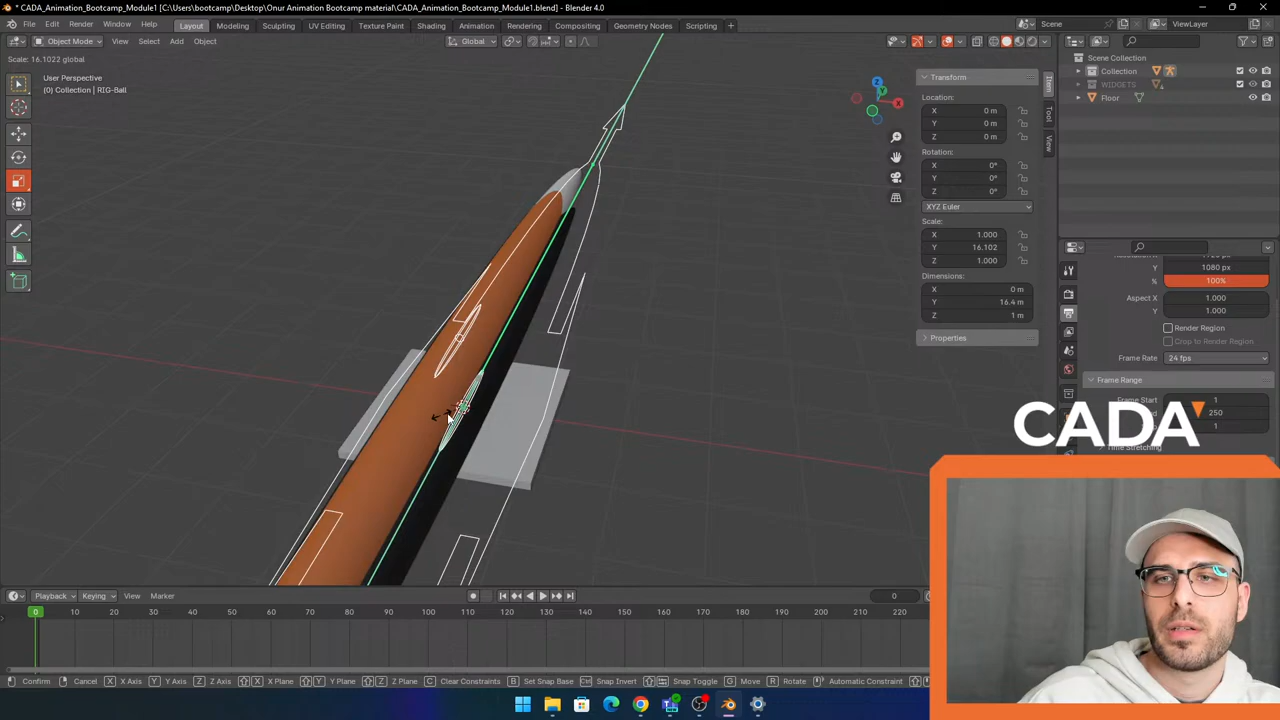 * CADA_Animation_Bootcamp_Module1 [C:\Users\bootcamp\Desktop\Onur Animation Bootcamp material\CADA_Animation_Bootcamp_Module1.blend] - Blender 4.0
File Edit Render Window Help Layout Modeling Sculpting UV Editing Texture Paint Shading Animation Rendering Compositing Geometry Nodes Scripting + Scene ViewLayer
Object Mode View Select Add Object Global
Scale: 16.1022 global
User Perspective
(0) Collection | RIG-Ball
Z
Y
X
Transform
Location:
X 0 m
Y 0 m
Z 0 m
Rotation:
X 0°
Y 0°
Z 0°
XYZ Euler
Scale:
X 1.000
Y 16.102
Z 1.000
Dimensions:
X 0 m
Y 16.4 m
Z 1 m
Properties
Item
Tool
View
Scene Collection
Collection
WIDGETS
Floor
Y 1080 px
% 100%
Aspect X 1.000
Y 1.000
Render Region
Crop to Render Region
Frame Rate 24 fps
Frame Range
Frame Start 1
250
1
Time Stretching
CADA
Playback Keying View Marker 0
0 10 20 30 40 50 60 70 80 90 100 110 120 130 140 150 160 170 180 190 200 210 220
Confirm Cancel X X Axis Y Y Axis Z Z Axis X X Plane Y Y Plane Z Z Plane C Clear Constraints B Set Snap Base Snap Invert Snap Toggle G Move R Rotate Automatic Constraint